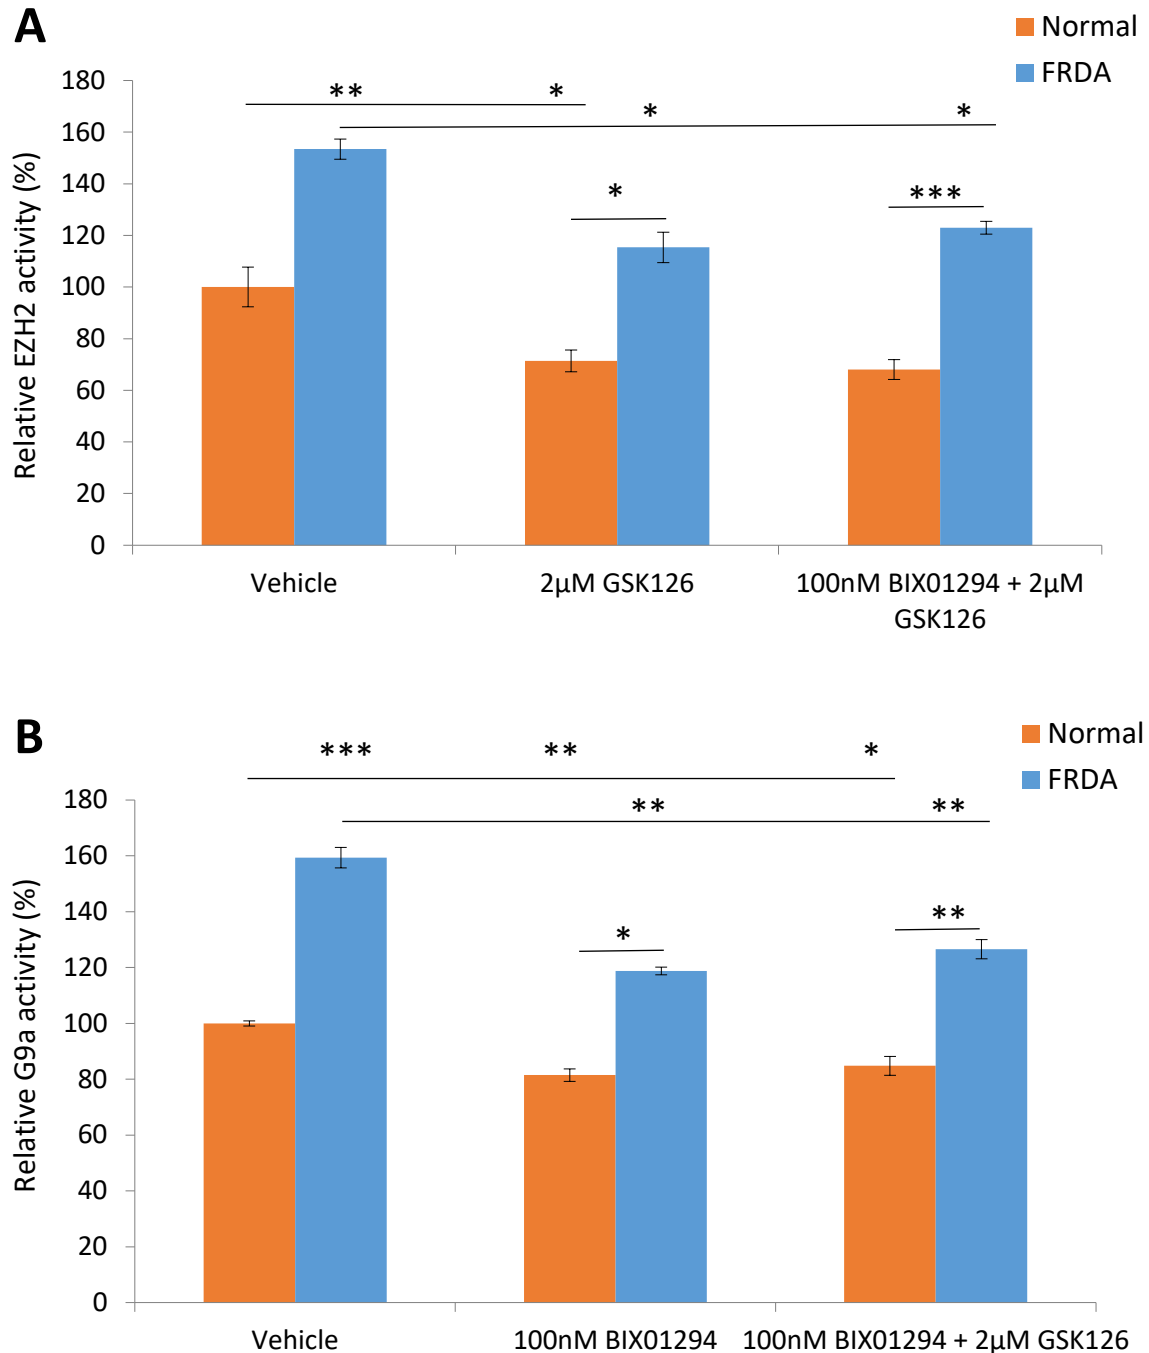 A
Normal
FRDA
Relative EZH2 activity (%)
180
160
140
120
100
80
60
40
20
0
** *
* *
*
***
Vehicle
2µM GSK126
100nM BIX01294 + 2µM
GSK126
B
Normal
FRDA
Relative G9a activity (%)
180
160
140
120
100
80
60
40
20
0
*** ** *
** **
*
**
Vehicle
100nM BIX01294
100nM BIX01294 + 2µM GSK126